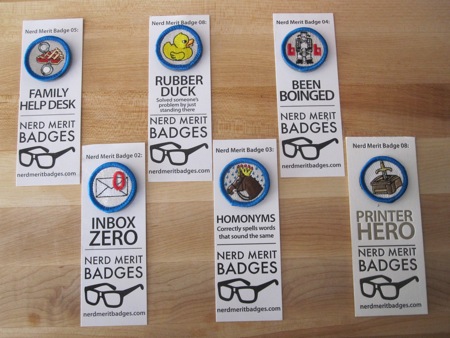 Nerd Merit Badge 05:
FAMILY
HELP DESK
NERD MERIT
BADGES
nerdmeritbadges.com
Nerd Merit Badge 06:
RUBBER
DUCK
Solved someone's
problem by just
standing there
NERD MERIT
BADGES
nerdmeritbadges.com
Nerd Merit Badge 04:
b b
BEEN
BOINGED
NERD MERIT
BADGES
nerdmeritbadges.com
Nerd Merit Badge 02:
0
INBOX
ZERO
NERD MERIT
BADGES
nerdmeritbadges.com
Nerd Merit Badge 03:
HOMONYMS
Correctly spells words
that sound the same
NERD MERIT
BADGES
nerdmeritbadges.com
Nerd Merit Badge 08:
PRINTER
HERO
NERD MERIT
BADGES
nerdmeritbadges.com